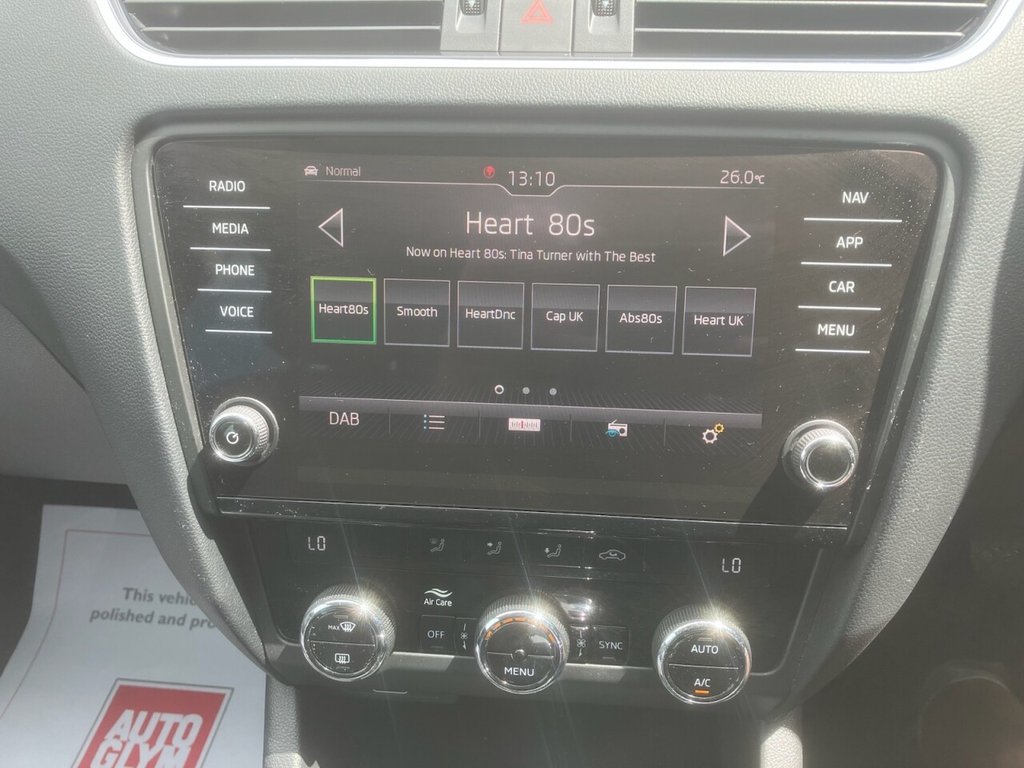 Normal
13:10
26.0°C
RADIO
MEDIA
PHONE
VOICE
Heart 80s
Now on Heart 80s: Tina Turner with The Best
Heart80s
Smooth
HeartDnc
Cap UK
Abs80s
Heart UK
NAV
APP
CAR
MENU
DAB
LO
LO
Air Care
MAX
OFF
MENU
SYNC
AUTO
A/C
This vehic
polished and pro
AUTO
GLYM